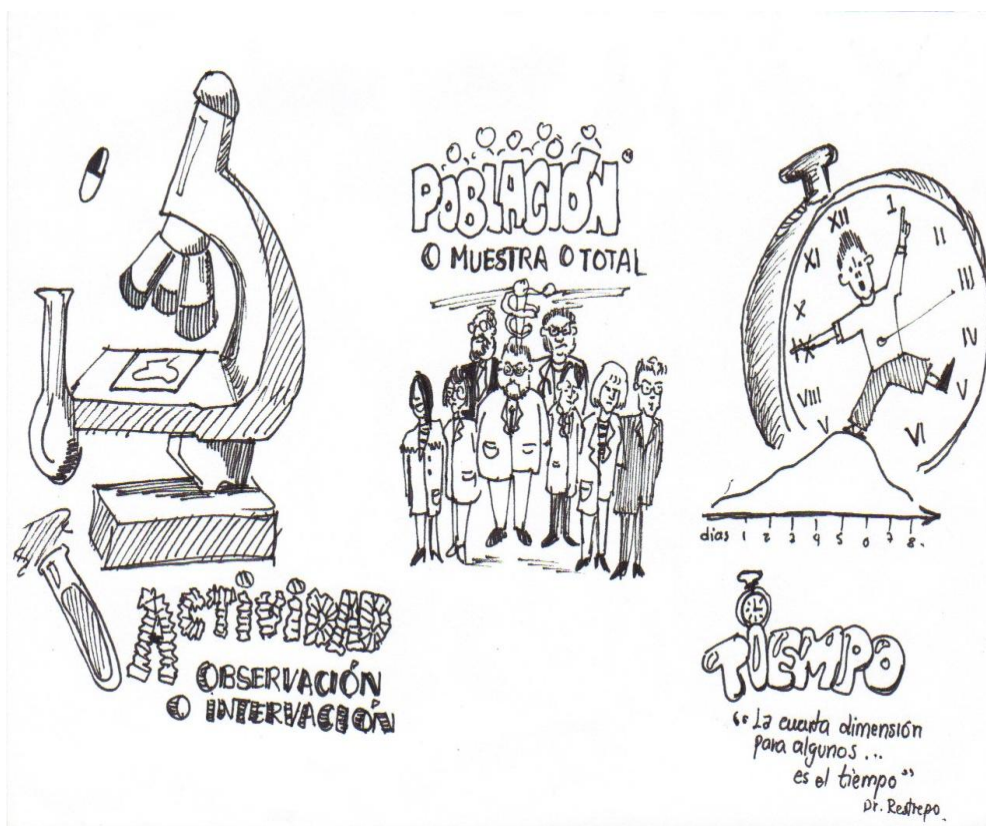 POBLACIÓN
O MUESTRA O TOTAL
XII
1
II
XI
III
X
IX
IV
VIII
V
V
VI
dias 1 2 3 4 5 6 7 8.
ACTIVIDAD
OBSERVACIÓN
O INTERVACIÓN
TIEMPO
“La cuarta dimensión
para algunos...
es el tiempo”
Dr. Restrepo.